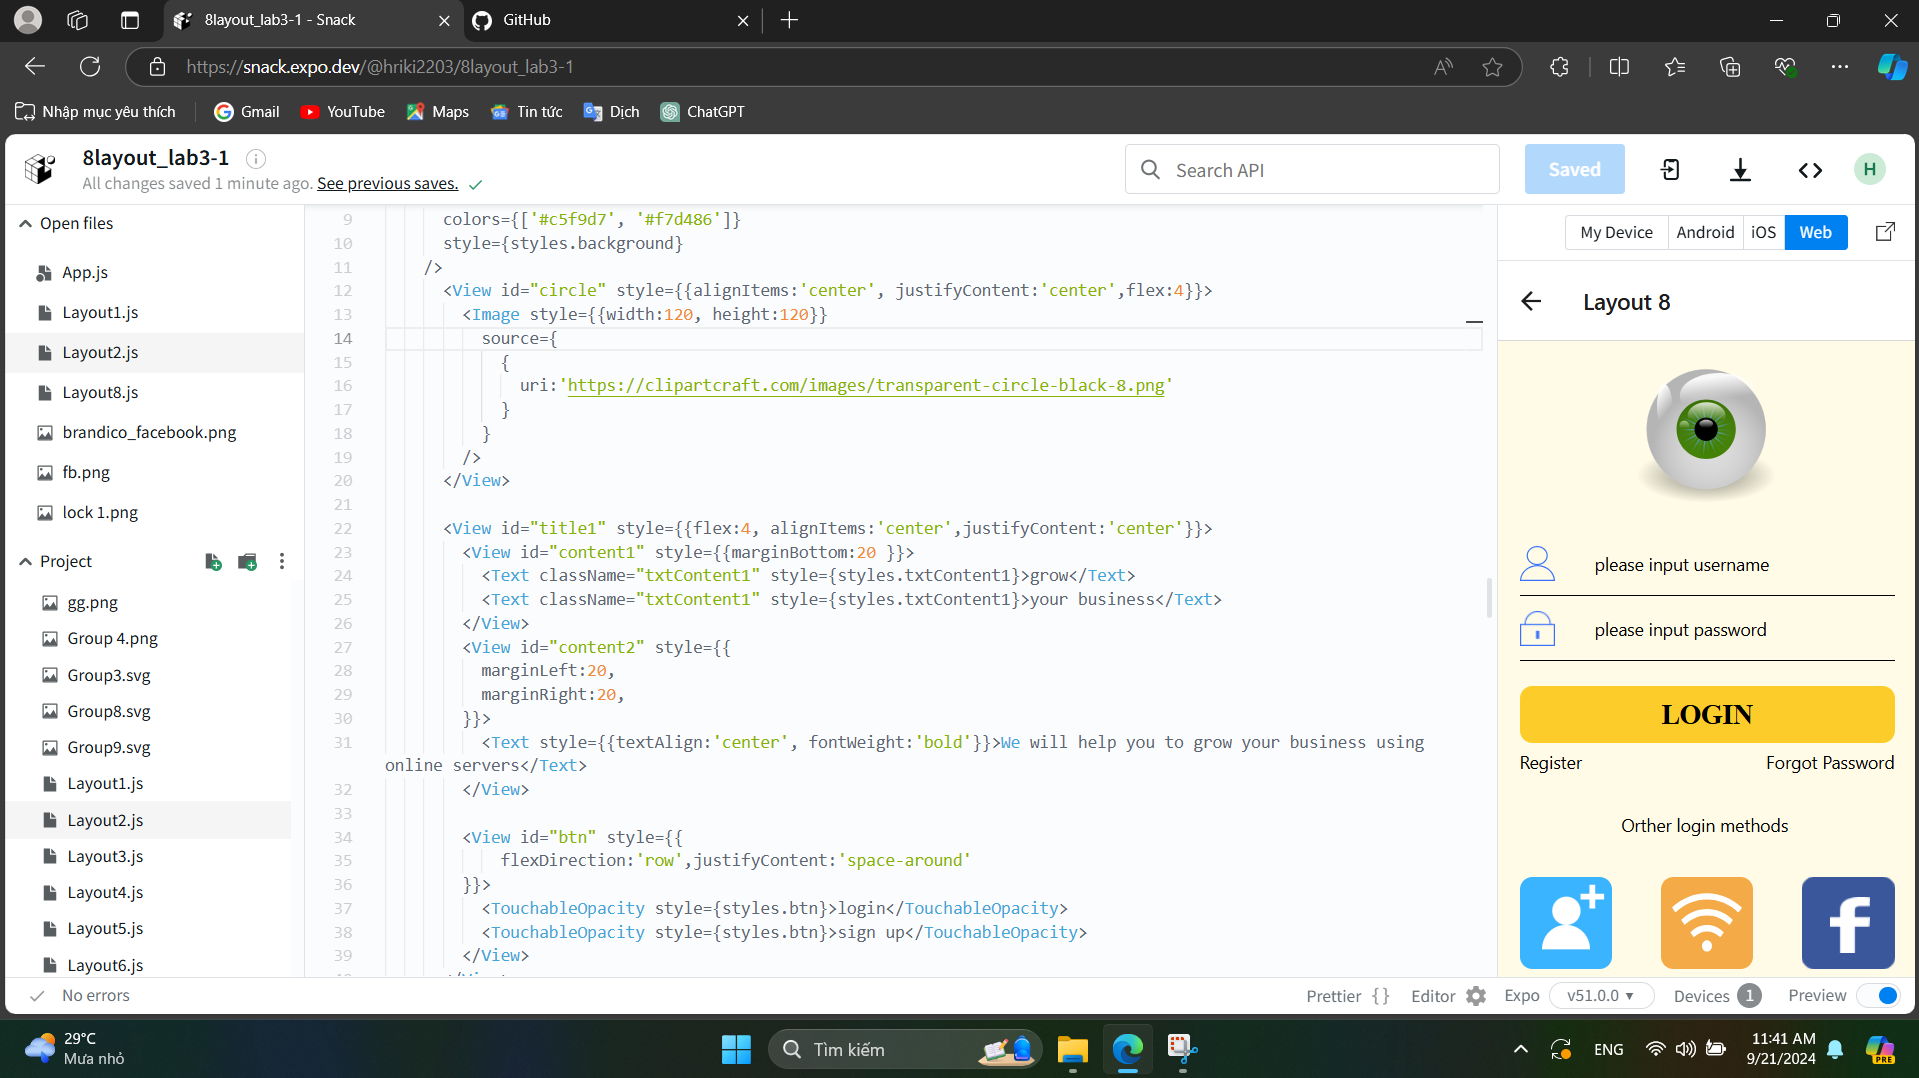 8layout_lab3-1 - Snack
GitHub
https://snack.expo.dev/@hriki2203/8layout_lab3-1
Nhập mục yêu thích
Gmail
YouTube
Maps
Tin tức
Dịch
ChatGPT
8layout_lab3-1
All changes saved 1 minute ago. See previous saves.
Search API
Saved
H
Open files
App.js
Layout1.js
Layout2.js
Layout8.js
brandico_facebook.png
fb.png
lock 1.png
Project
gg.png
Group 4.png
Group3.svg
Group8.svg
Group9.svg
Layout1.js
Layout2.js
Layout3.js
Layout4.js
Layout5.js
Layout6.js
9 colors={['#c5f9d7', '#f7d486']}
10 style={styles.background}
11 />
12 <View id="circle" style={{alignItems:'center', justifyContent:'center',flex:4}}>
13 <Image style={{width:120, height:120}}
14 source={
15 {
16 uri:'https://clipartcraft.com/images/transparent-circle-black-8.png'
17 }
18 }
19 />
20 </View>
21
22 <View id="title1" style={{flex:4, alignItems:'center',justifyContent:'center'}}>
23 <View id="content1" style={{marginBottom:20 }}>
24 <Text className="txtContent1" style={styles.txtContent1}>grow</Text>
25 <Text className="txtContent1" style={styles.txtContent1}>your business</Text>
26 </View>
27 <View id="content2" style={{
28 marginLeft:20,
29 marginRight:20,
30 }}>
31 <Text style={{textAlign:'center', fontWeight:'bold'}}>We will help you to grow your business using
online servers</Text>
32 </View>
33
34 <View id="btn" style={{
35 flexDirection:'row',justifyContent:'space-around'
36 }}>
37 <TouchableOpacity style={styles.btn}>login</TouchableOpacity>
38 <TouchableOpacity style={styles.btn}>sign up</TouchableOpacity>
39 </View>
My Device
Android
iOS
Web
Layout 8
please input username
please input password
LOGIN
Register
Forgot Password
Orther login methods
No errors
Prettier {}
Editor
Expo
v51.0.0
Devices 1
Preview
29°C
Mưa nhỏ
Tìm kiếm
ENG
11:41 AM
9/21/2024
PRE